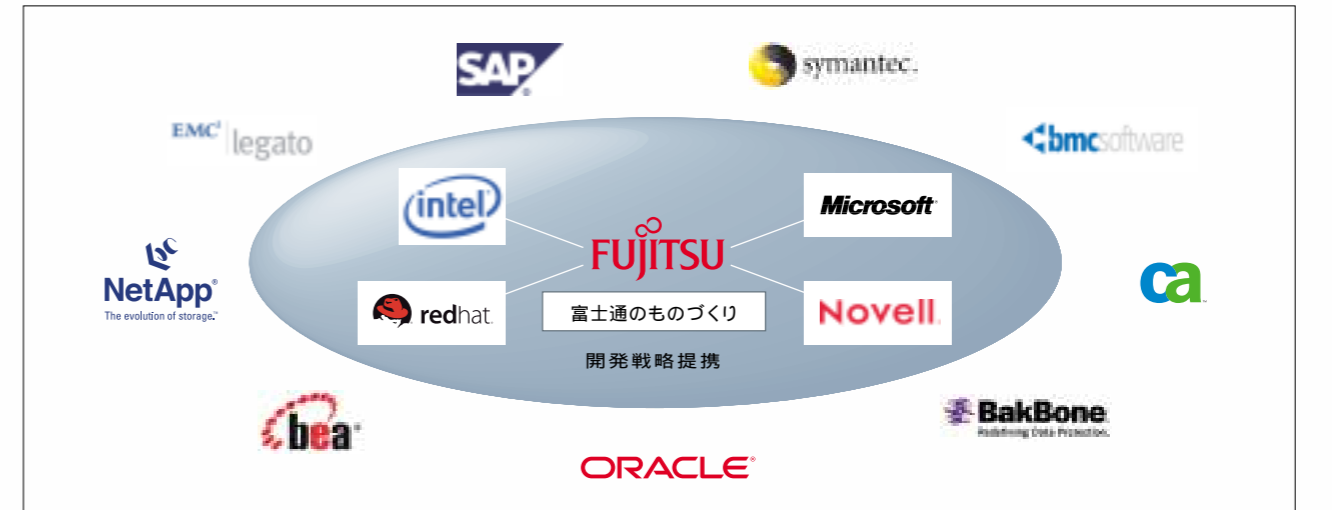 SAP
symantec.
EMC² legato
bmcsoftware
intel
Microsoft
FUJITSU
NetApp
The evolution of storage.™
redhat.
富士通のものづくり
Novell.
開発戦略提携
ca
bea
BakBone
Redefining Data Protection.
ORACLE